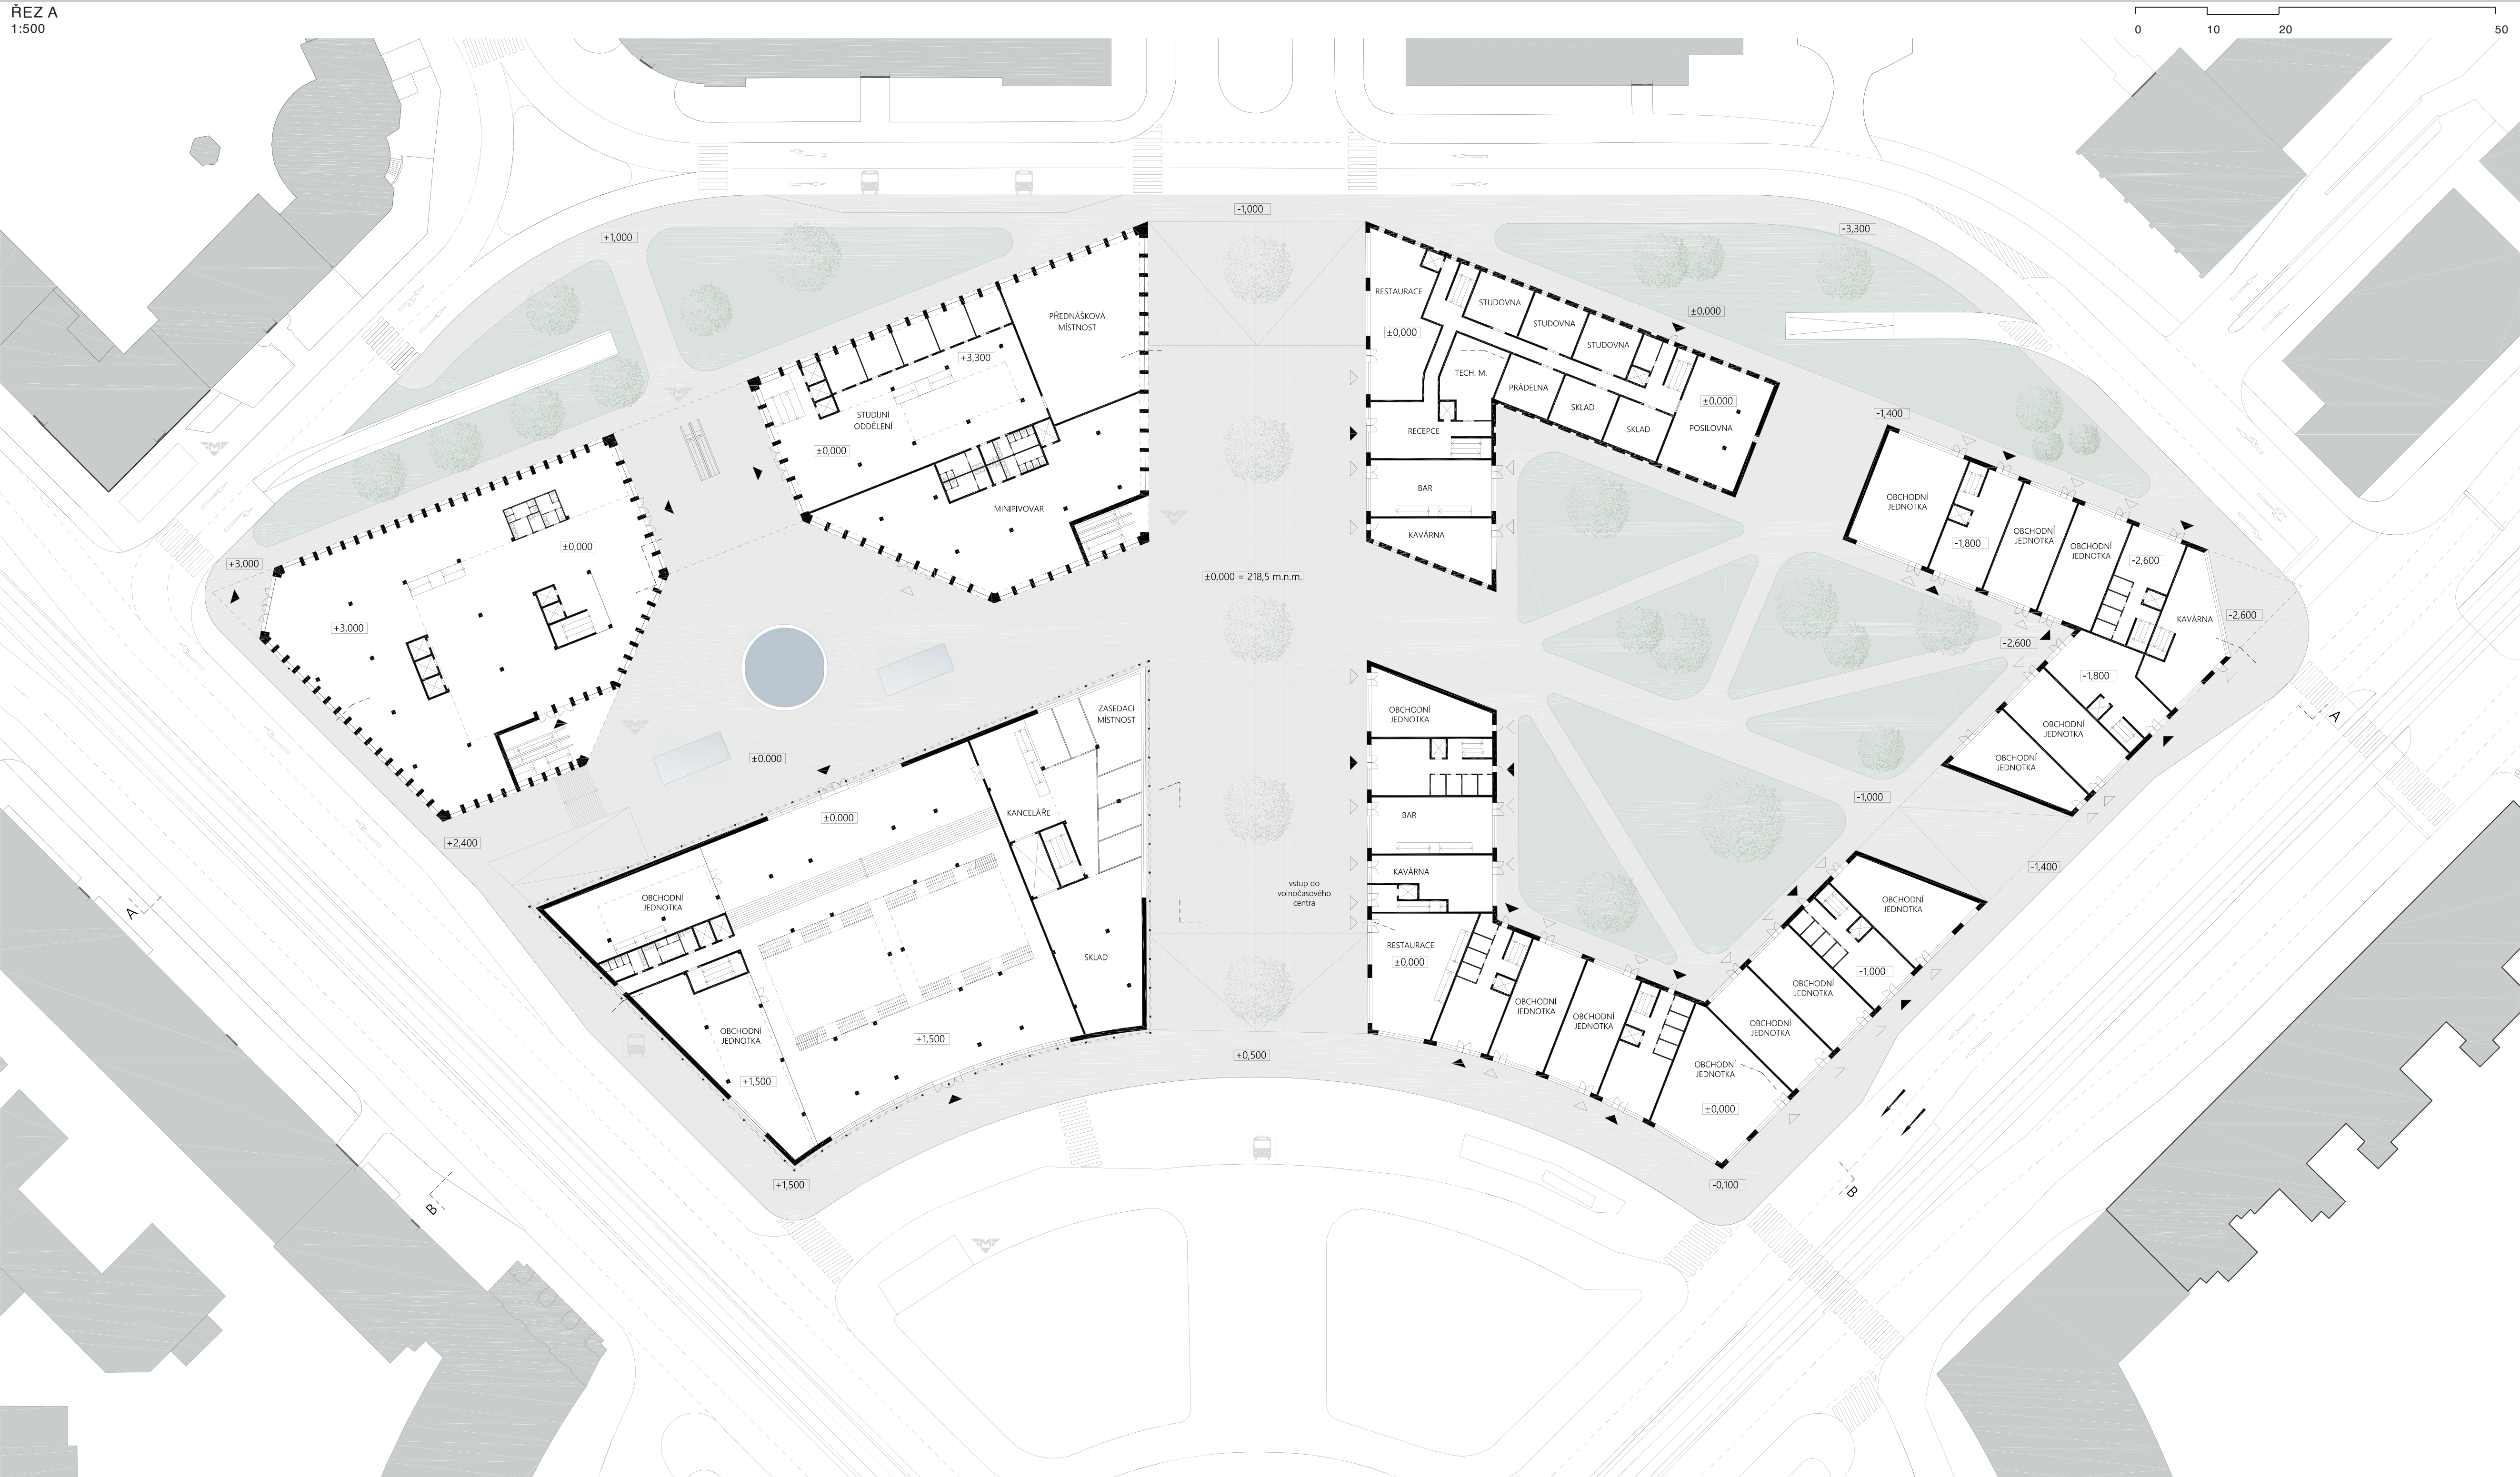 ŘEZ A
1:500
0 10 20 50
-1,000
+1,000
-3,300
RESTAURACE
±0,000
STUDOVNA
STUDOVNA
STUDOVNA
±0,000
PŘEDNÁŠKOVÁ
MÍSTNOST
+3,300
TECH. M.
PRÁDELNA
SKLAD
SKLAD
±0,000
POSILOVNA
STUDIJNÍ
ODDĚLENÍ
±0,000
RECEPCE
-1,400
BAR
MINIPIVOVAR
KAVÁRNA
OBCHODNÍ
JEDNOTKA
-1,800
OBCHODNÍ
JEDNOTKA
OBCHODNÍ
JEDNOTKA
-2,600
KAVÁRNA
-2,600
±0,000
+3,000
+3,000
±0,000 = 218,5 m.n.m.
-2,600
-1,800
OBCHODNÍ
JEDNOTKA
OBCHODNÍ
JEDNOTKA
A
ZASEDACÍ
MÍSTNOST
OBCHODNÍ
JEDNOTKA
±0,000
±0,000
KANCELÁŘE
BAR
-1,000
+2,400
KAVÁRNA
-1,400
A
OBCHODNÍ
JEDNOTKA
vstup do
volnočasového
centra
OBCHODNÍ
JEDNOTKA
SKLAD
RESTAURACE
±0,000
-1,000
OBCHODNÍ
JEDNOTKA
OBCHODNÍ
JEDNOTKA
OBCHODNÍ
JEDNOTKA
OBCHODNÍ
JEDNOTKA
OBCHODNÍ
JEDNOTKA
+1,500
+1,500
+0,500
OBCHODNÍ
JEDNOTKA
±0,000
+1,500
-0,100
B
B